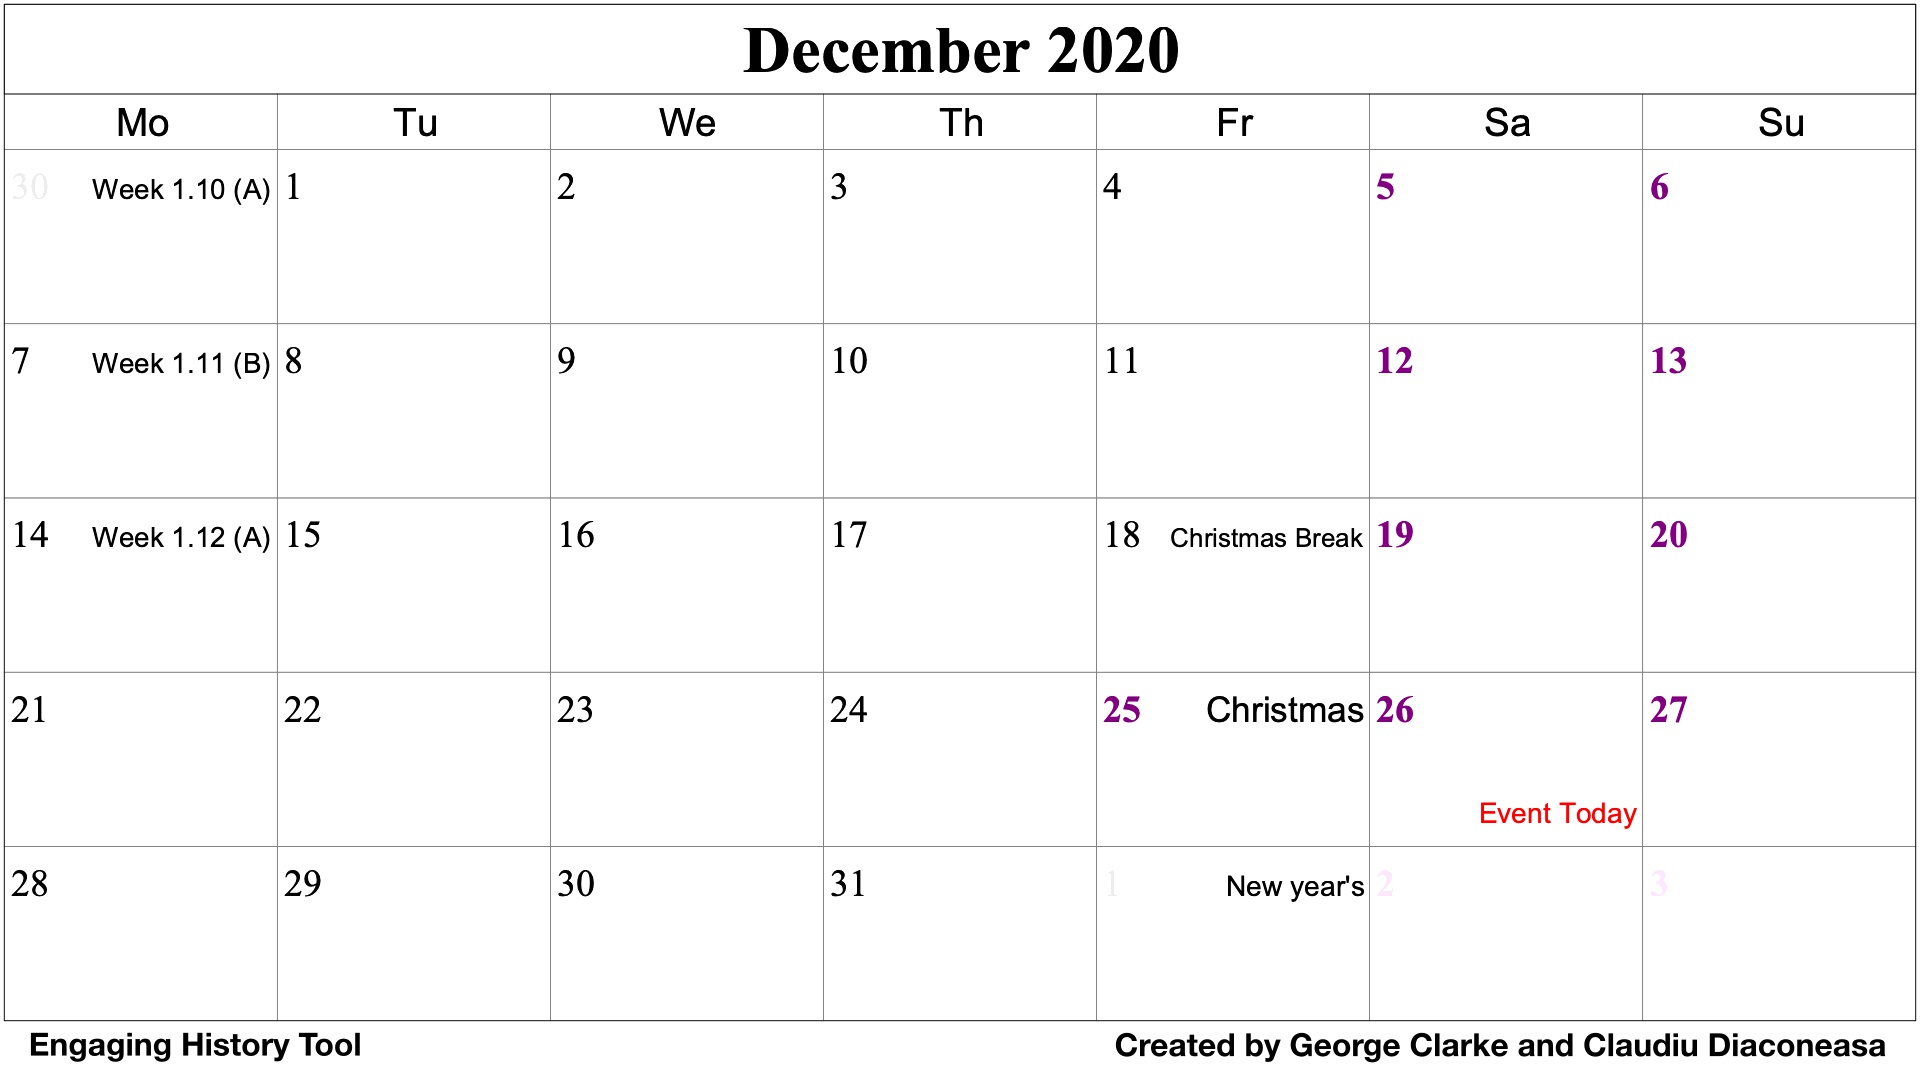 December 2020
Mo Tu We Th Fr Sa Su
30 Week 1.10 (A) 1 2 3 4 5 6
7 Week 1.11 (B) 8 9 10 11 12 13
14 Week 1.12 (A) 15 16 17 18 Christmas Break 19 20
21 22 23 24 25 Christmas 26 27
Event Today
28 29 30 31 1 New year's 2 3
Engaging History Tool Created by George Clarke and Claudiu Diaconeasa